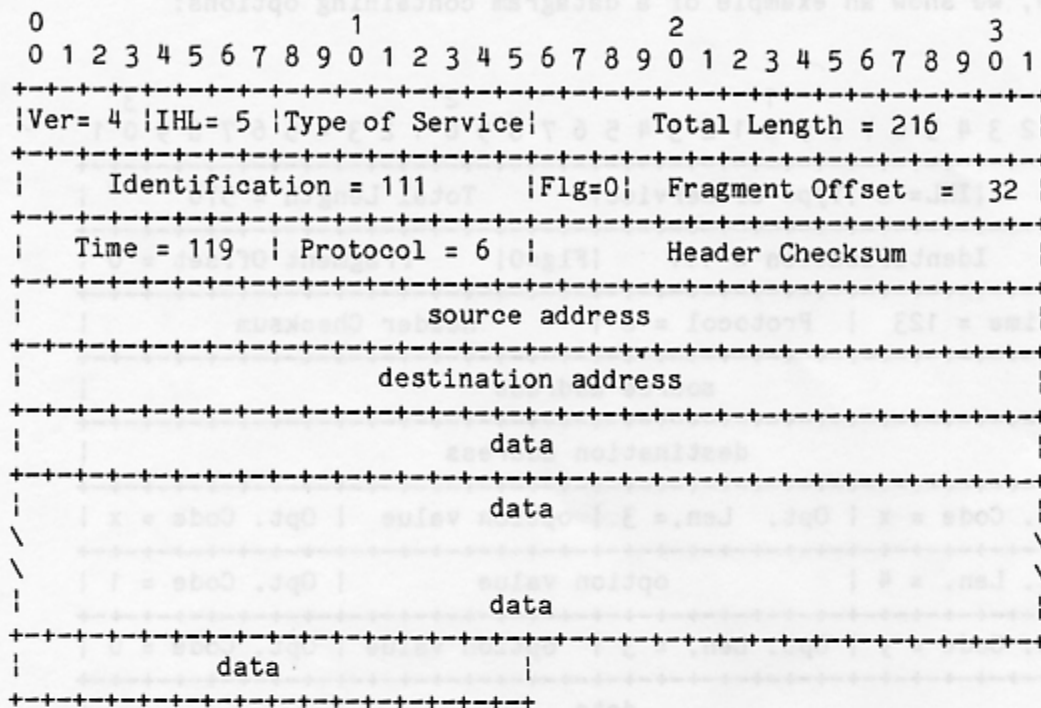 0 1 2 3
0 1 2 3 4 5 6 7 8 9 0 1 2 3 4 5 6 7 8 9 0 1 2 3 4 5 6 7 8 9 0 1
+-+-+-+-+-+-+-+-+-+-+-+-+-+-+-+-+-+-+-+-+-+-+-+-+-+-+-+-+-+-+-+-
|Ver= 4 |IHL= 5 |Type of Service| Total Length = 216
+-+-+-+-+-+-+-+-+-+-+-+-+-+-+-+-+-+-+-+-+-+-+-+-+-+-+-+-+-+-+-+-
| Identification = 111 |Flg=0| Fragment Offset = 32 |
+-+-+-+-+-+-+-+-+-+-+-+-+-+-+-+-+-+-+-+-+-+-+-+-+-+-+-+-+-+-+-+-
| Time = 119 | Protocol = 6 | Header Checksum |
+-+-+-+-+-+-+-+-+-+-+-+-+-+-+-+-+-+-+-+-+-+-+-+-+-+-+-+-+-+-+-+-
| source address |
+-+-+-+-+-+-+-+-+-+-+-+-+-+-+-+-+-+-+-+-+-+-+-+-+-+-+-+-+-+-+-+-
| destination address |
+-+-+-+-+-+-+-+-+-+-+-+-+-+-+-+-+-+-+-+-+-+-+-+-+-+-+-+-+-+-+-+-
| data |
+-+-+-+-+-+-+-+-+-+-+-+-+-+-+-+-+-+-+-+-+-+-+-+-+-+-+-+-+-+-+-+-
| data |
\ \
\ \
| data |
+-+-+-+-+-+-+-+-+-+-+-+-+-+-+-+-+-+-+-+-+-+-+-+-+-+-+-+-+-+-+-+-
| data |
+-+-+-+-+-+-+-+-+-+-+-+-+-+-+-+-+